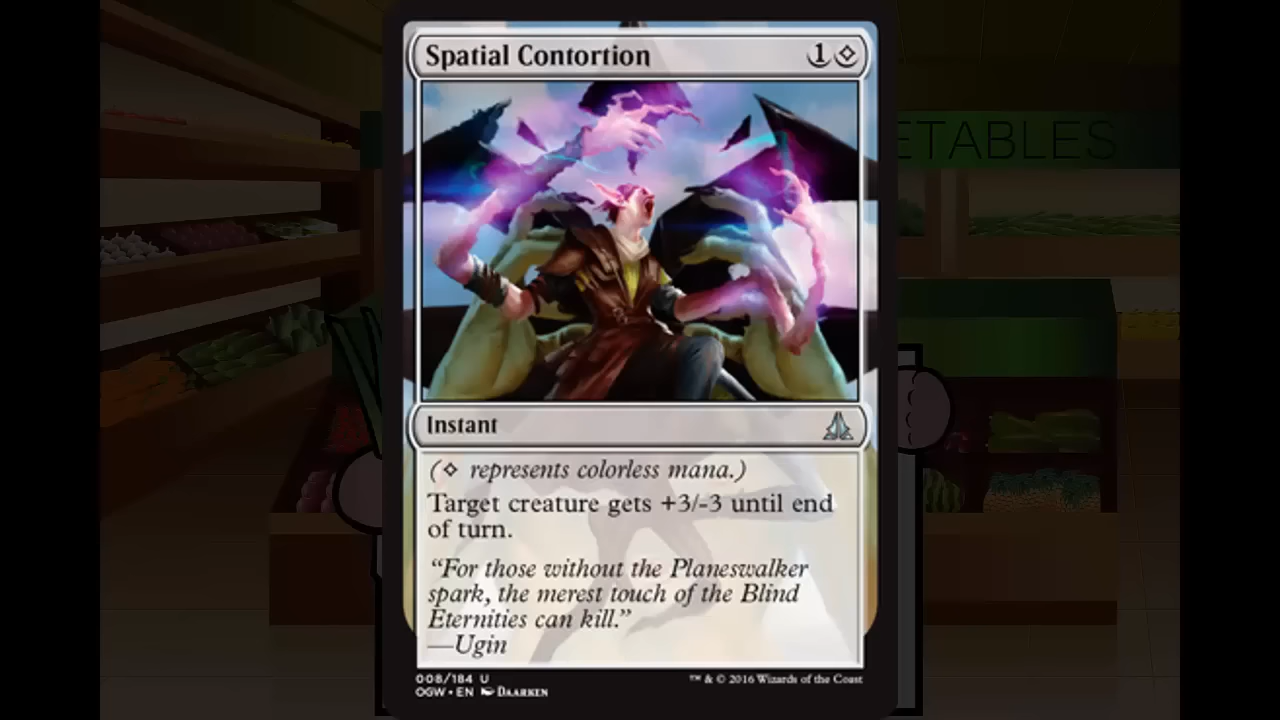 Spatial Contortion 1◇
ETABLES
Instant
(◇ represents colorless mana.)
Target creature gets +3/-3 until end
of turn.
“For those without the Planeswalker
spark, the merest touch of the Blind
Eternities can kill.”
—Ugin
008/184 U
OGW • EN DAARKEN
™ & © 2016 Wizards of the Coast